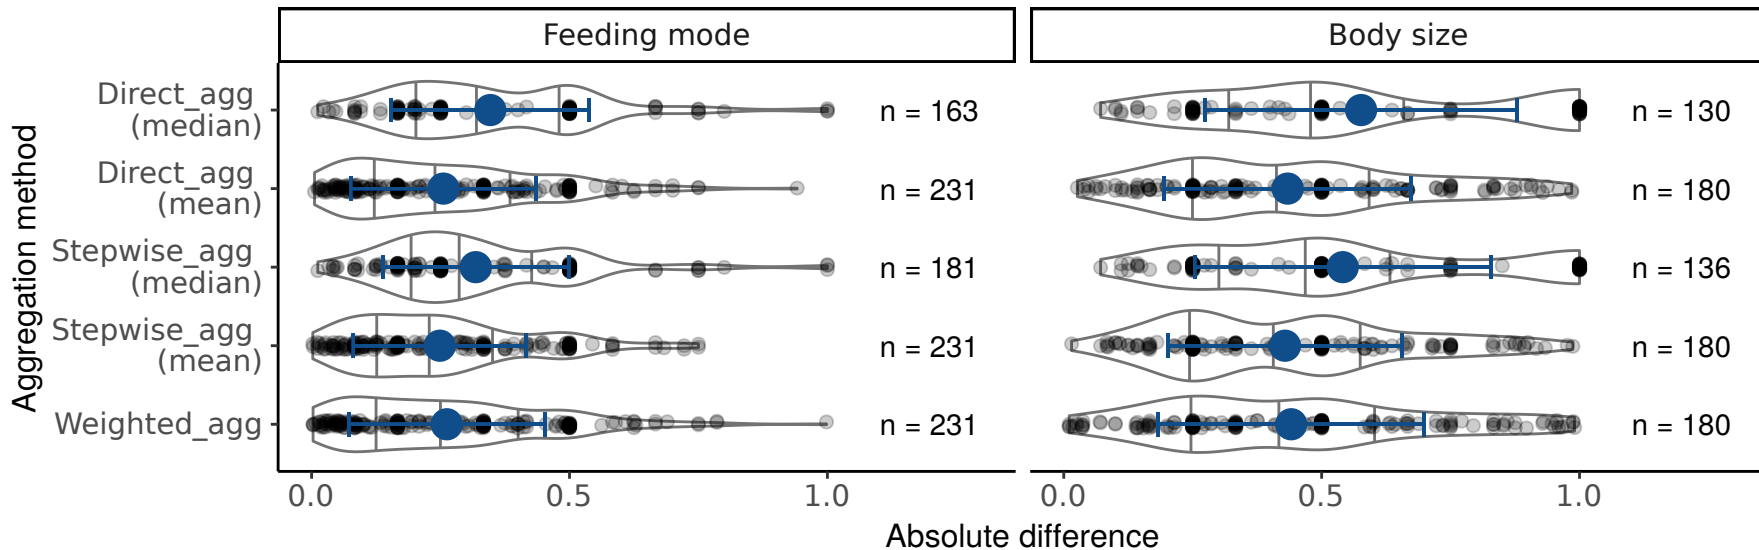 Feeding mode
Body size
Aggregation method
Direct_agg
(median)
n = 163
n = 130
Direct_agg
(mean)
n = 231
n = 180
Stepwise_agg
(median)
n = 181
n = 136
Stepwise_agg
(mean)
n = 231
n = 180
Weighted_agg
n = 231
n = 180
0.0 0.5 1.0
0.0 0.5 1.0
Absolute difference